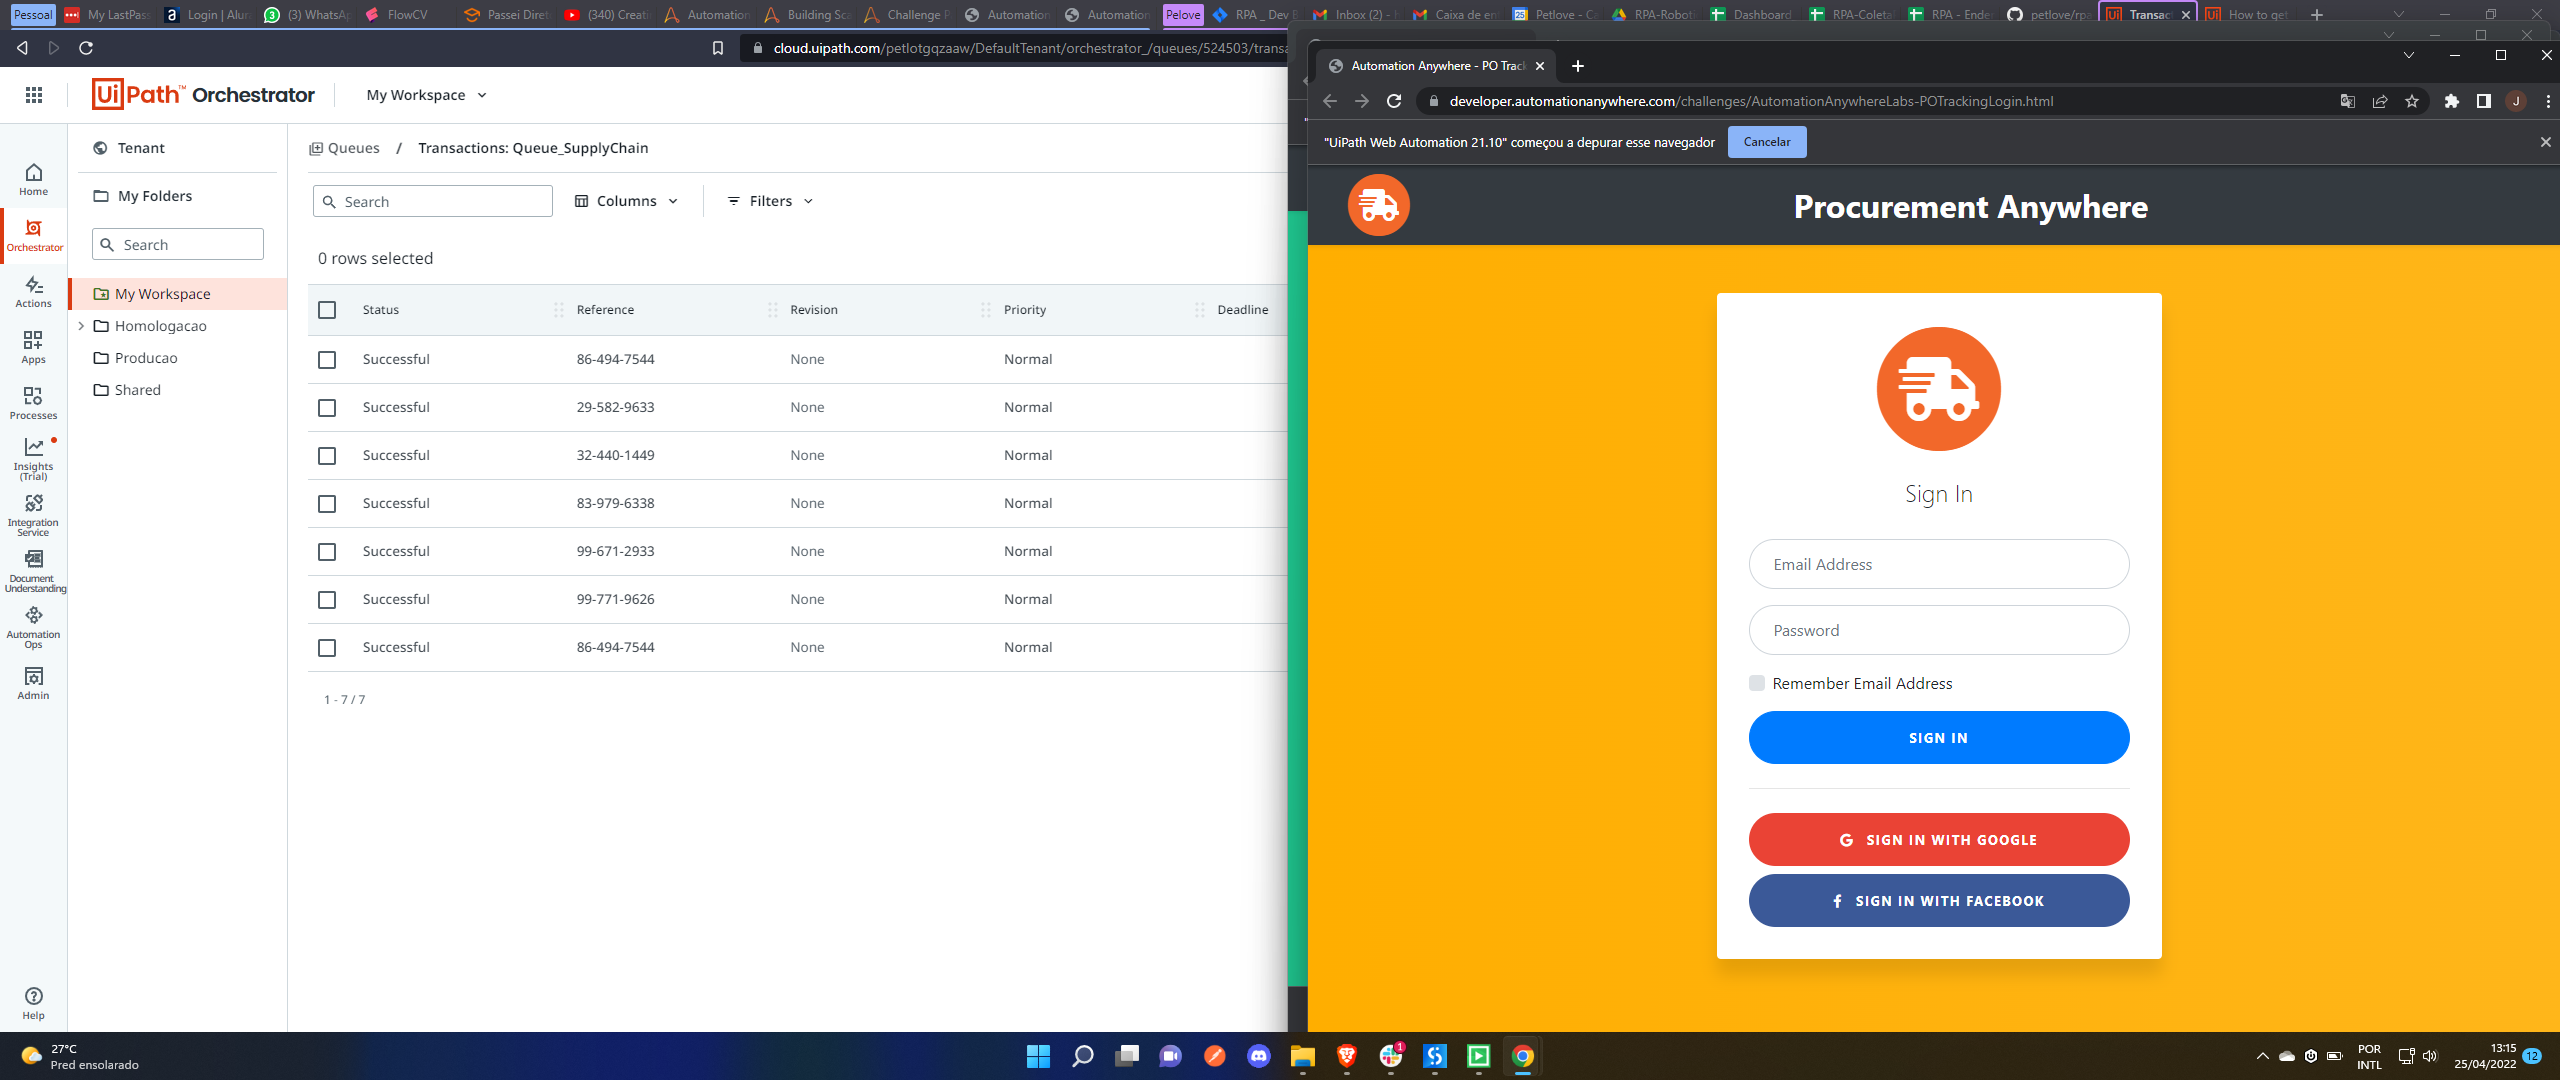 Pessoal
My LastPass
Login | Alur
(3) WhatsAp
FlowCV
Passei Diret
(340) Creati
Automation
Building Sca
Challenge P
Automation
Automation
Pelove
RPA _ Dev B
Inbox (2) - h
Caixa de en
Petlove - Ca
RPA-Robot
Dashboard
RPA-Coleta
RPA - Ender
petlove/rpa
Transac
How to get
cloud.uipath.com/petlotgqzaaw/DefaultTenant/orchestrator_/queues/524503/transa
UiPath™ Orchestrator
My Workspace
Home
Orchestrator
Actions
Apps
Processes
Insights
(Trial)
Integration
Service
Document
Understanding
Automation
Ops
Admin
Help
Tenant
My Folders
Search
My Workspace
Homologacao
Producao
Shared
Queues / Transactions: Queue_SupplyChain
Search
Columns
Filters
0 rows selected
Status Reference Revision Priority Deadline
Successful 86-494-7544 None Normal
Successful 29-582-9633 None Normal
Successful 32-440-1449 None Normal
Successful 83-979-6338 None Normal
Successful 99-671-2933 None Normal
Successful 99-771-9626 None Normal
Successful 86-494-7544 None Normal
1 - 7 / 7
Automation Anywhere - PO Track
developer.automationanywhere.com/challenges/AutomationAnywhereLabs-POTrackingLogin.html
J
"UiPath Web Automation 21.10" começou a depurar esse navegador
Cancelar
Procurement Anywhere
Sign In
Email Address
Password
Remember Email Address
SIGN IN
G SIGN IN WITH GOOGLE
f SIGN IN WITH FACEBOOK
27°C
Pred ensolarado
1
POR
INTL
13:15
25/04/2022
12